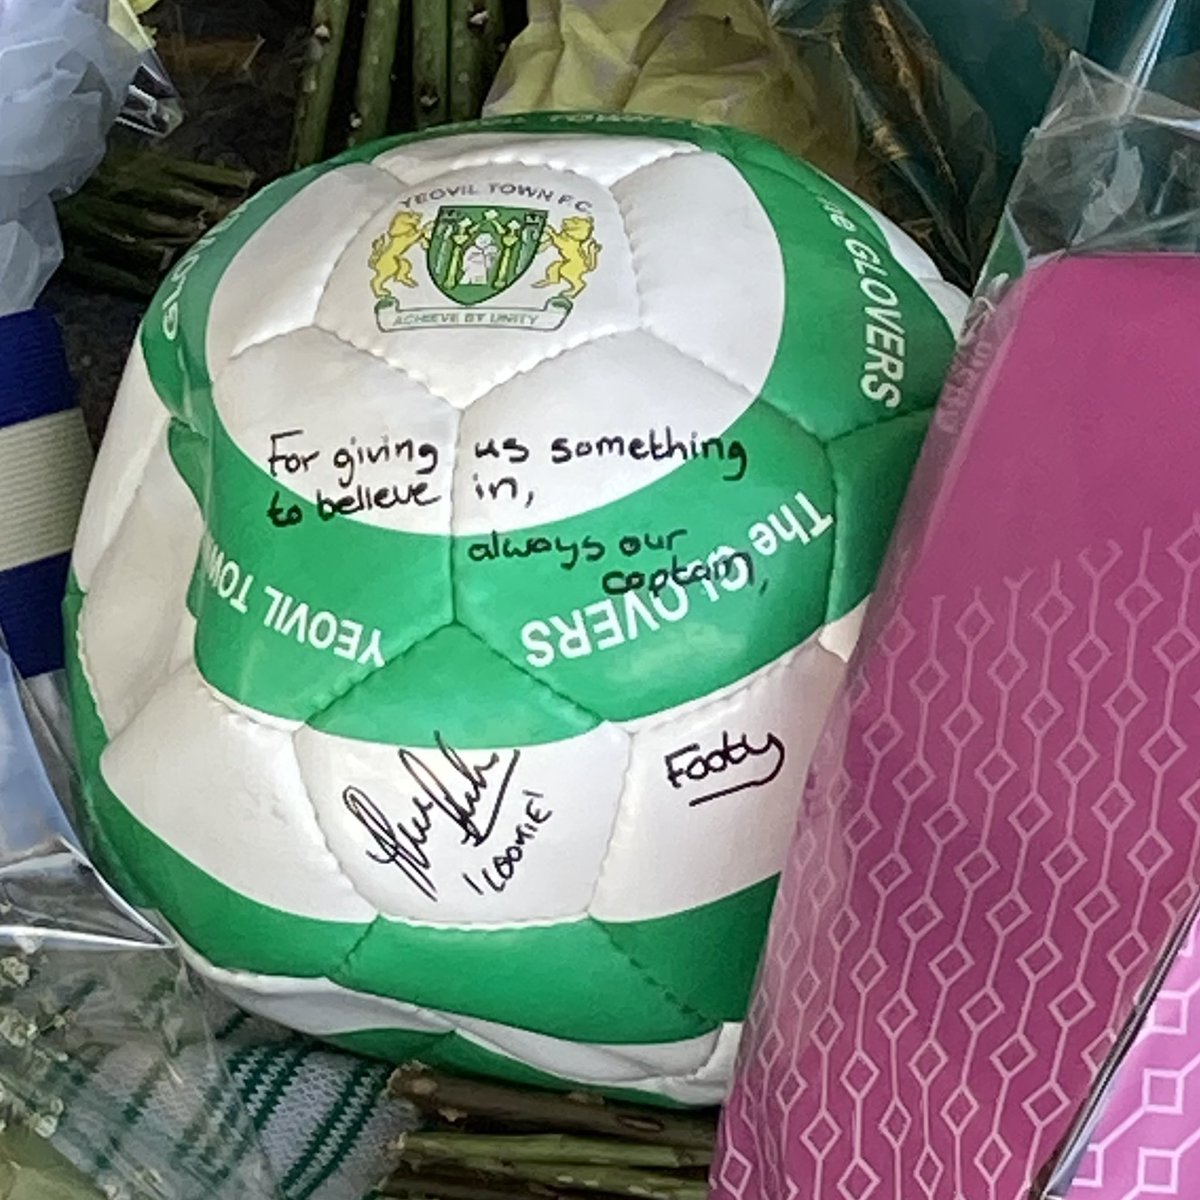 YEOVIL TOWN F.C
ACHIEVE BY UNITY
The GLOVERS
For giving us something
to believe in,
always our
captain,
The GLOVERS
YEOVIL TOWN
Footy
'LOONIE'